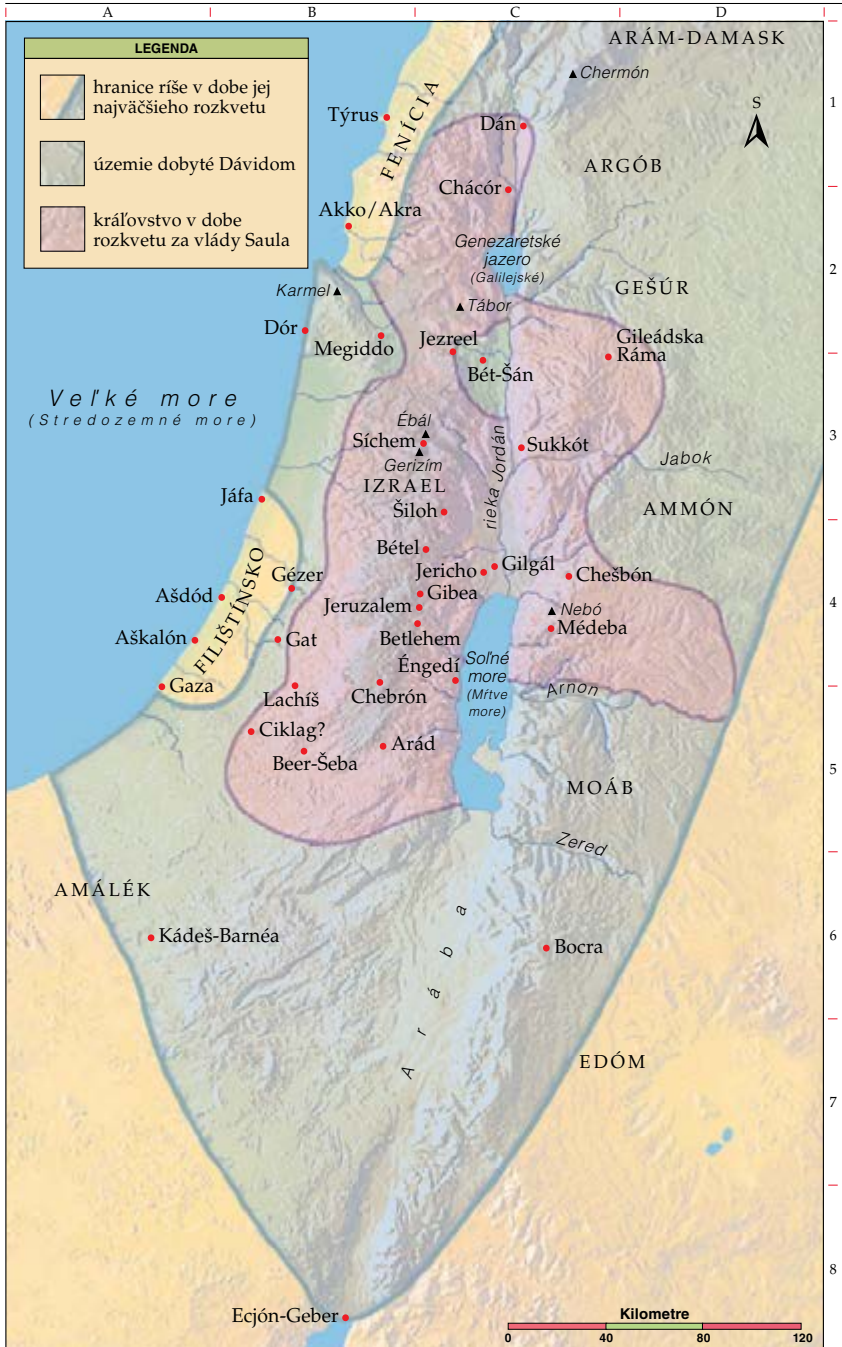 A B C D
LEGENDA
hranice ríše v dobe jej
najväčšieho rozkvetu
územie dobyté Dávidom
kráľovstvo v dobe
rozkvetu za vlády Saula
ARÁM-DAMASK
Chermón
S
1
Týrus
FENÍCIA
Dán
ARGÓB
Chácór
Akko/Akra
Genezaretské
jazero
(Galilejské)
2
Karmel
Tábor
GEŠÚR
Dór
Megiddo
Jezreel
Gileádska
Ráma
Bét-Šán
Veľké more
(Stredozemné more)
Ébál
Síchem
Gerizím
rieka Jordán
Sukkót
3
Jabok
IZRAEL
Jáfa
Šiloh
AMMÓN
Bétel
Gilgál
Jericho
Chešbón
FILIŠTÍNSKO
Gézer
Ašdód
Gibea
Jeruzalem
Nebó
4
Betlehem
Médeba
Aškalón
Gat
Éngedí
Soľné
more
(Mŕtve
more)
Gaza
Lachíš
Chebrón
Arnon
Ciklag?
Arád
Beer-Šeba
5
MOÁB
Zered
AMÁLÉK
Kádeš-Barnéa
Araba
Bocra
6
EDÓM
7
8
Ecjón-Geber
Kilometre
0 40 80 120